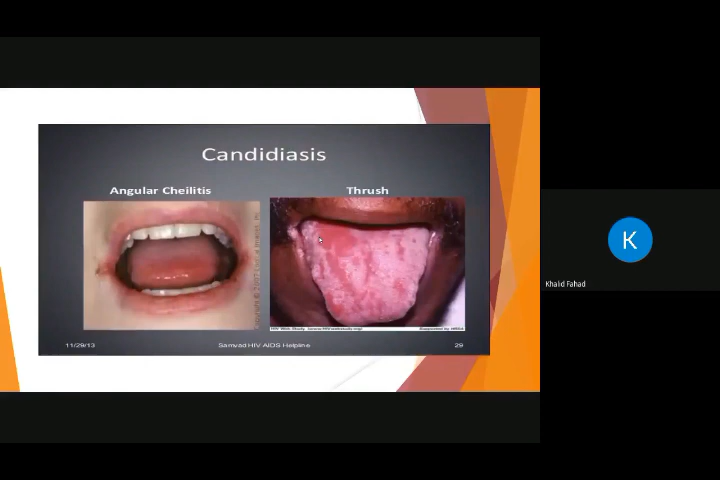 Candidiasis
Angular Cheilitis
Thrush
11/29/13
Samvad HIV AIDS Helpline
29
K
Khalid Fahad